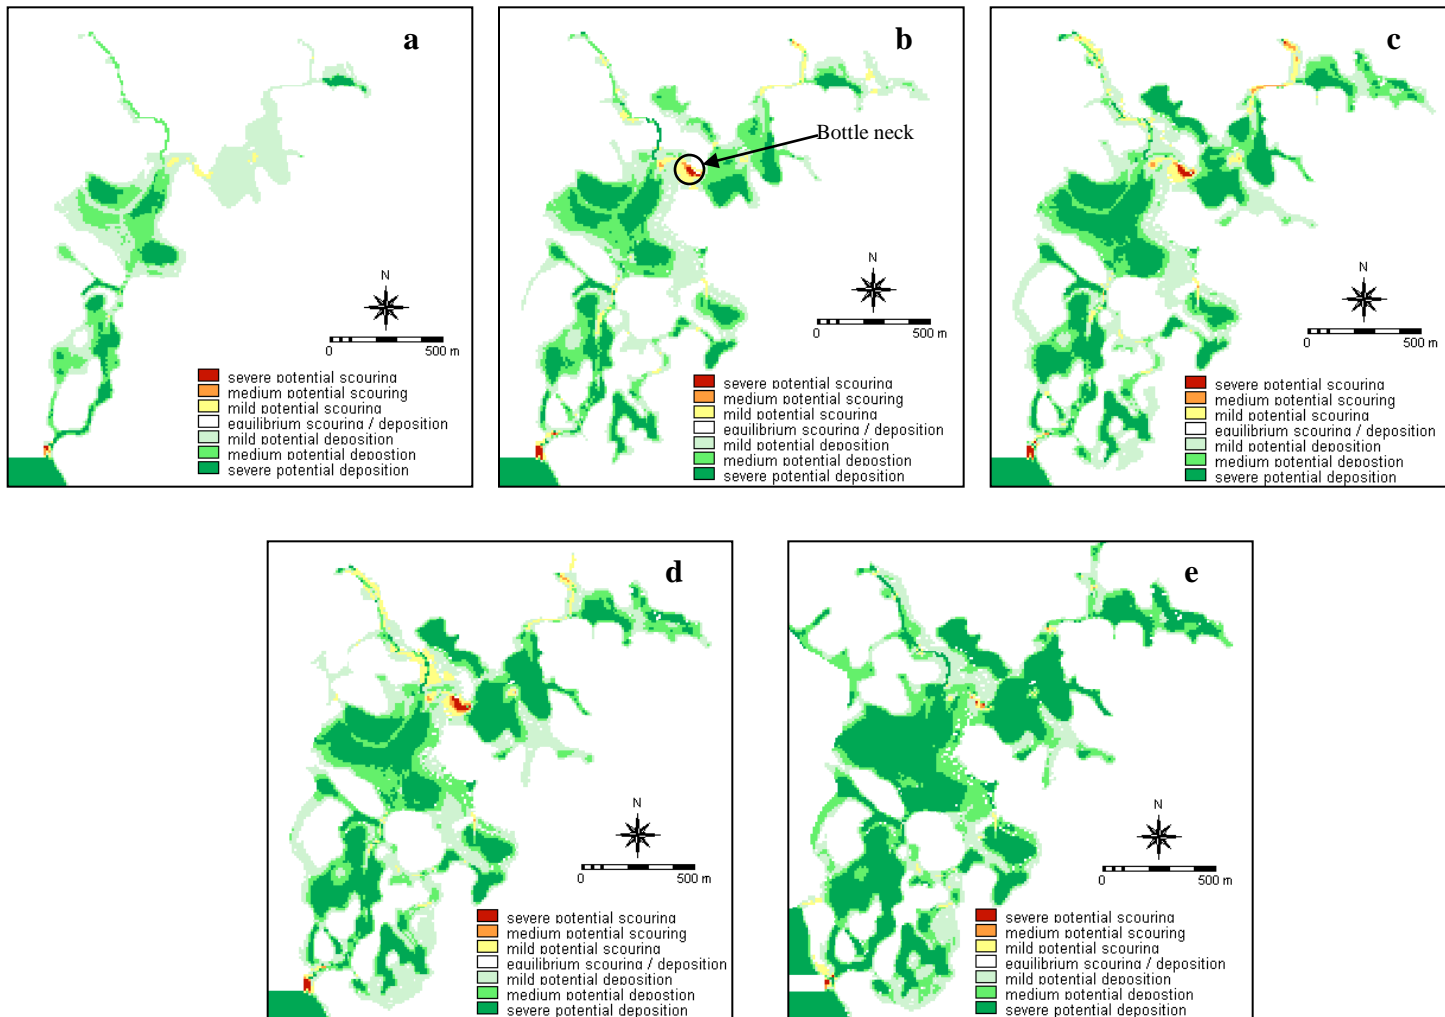 a
N
0 500 m
severe potential scouring
medium potential scouring
mild potential scouring
equilibrium scouring / deposition
mild potential deposition
medium potential depostion
severe potential deposition
b
Bottle neck
N
0 500 m
severe potential scouring
medium potential scouring
mild potential scouring
equilibrium scouring / deposition
mild potential deposition
medium potential depostion
severe potential deposition
c
N
0 500 m
severe potential scouring
medium potential scouring
mild potential scouring
equilibrium scouring / deposition
mild potential deposition
medium potential depostion
severe potential deposition
d
N
0 500 m
severe potential scouring
medium potential scouring
mild potential scouring
equilibrium scouring / deposition
mild potential deposition
medium potential depostion
severe potential deposition
e
N
0 500 m
severe potential scouring
medium potential scouring
mild potential scouring
equilibrium scouring / deposition
mild potential deposition
medium potential depostion
severe potential deposition